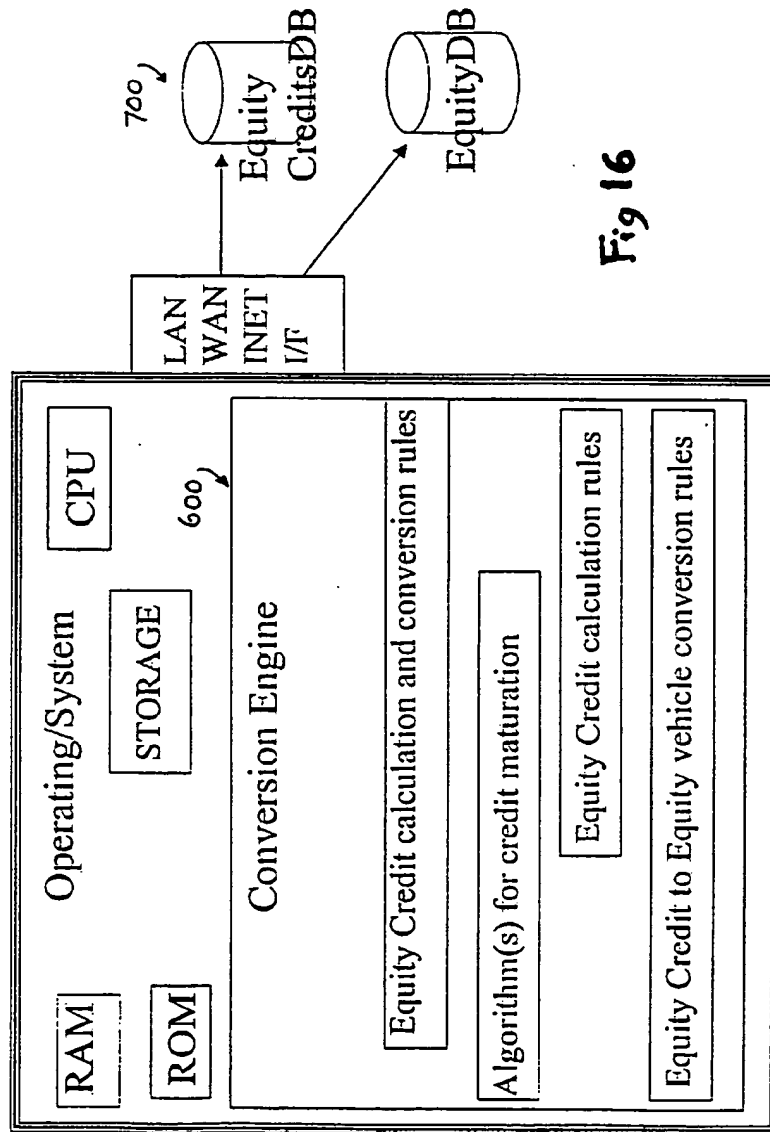 Operating/System
RAM
ROM
STORAGE
CPU
600
Conversion Engine
Equity Credit calculation and conversion rules
Algorithm(s) for credit maturation
Equity Credit calculation rules
Equity Credit to Equity vehicle conversion rules
LAN
WAN
INET
I/F
700
Equity
CreditsDB
EquityDB
Fig 16